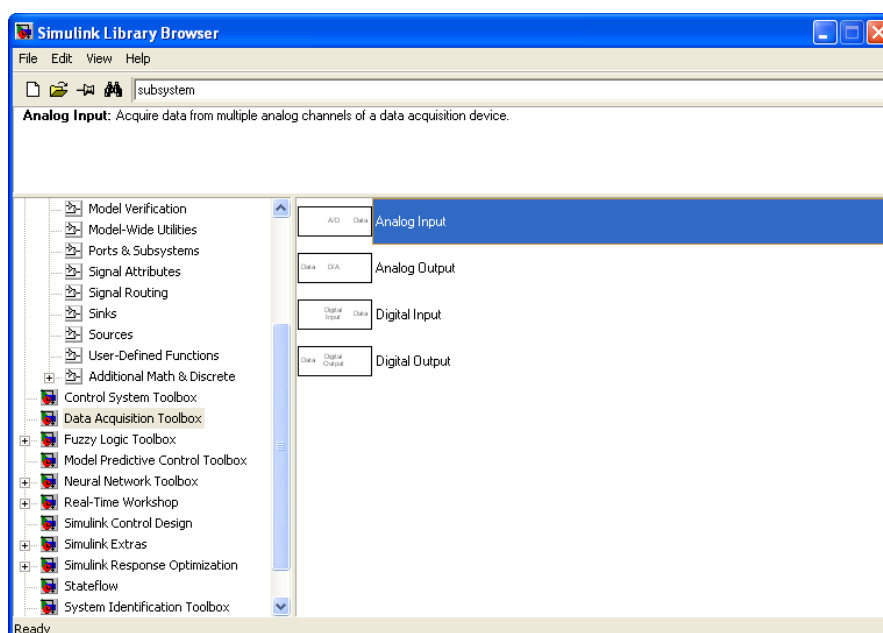 Simulink Library Browser
File Edit View Help
subsystem
Analog Input: Acquire data from multiple analog channels of a data acquisition device.
Model Verification
Model-Wide Utilities
Ports & Subsystems
Signal Attributes
Signal Routing
Sinks
Sources
User-Defined Functions
Additional Math & Discrete
Control System Toolbox
Data Acquisition Toolbox
Fuzzy Logic Toolbox
Model Predictive Control Toolbox
Neural Network Toolbox
Real-Time Workshop
Simulink Control Design
Simulink Extras
Simulink Response Optimization
Stateflow
System Identification Toolbox
A/D Data Analog Input
Data D/A Analog Output
Digital Input Data Digital Input
Data Digital Output Digital Output
Ready